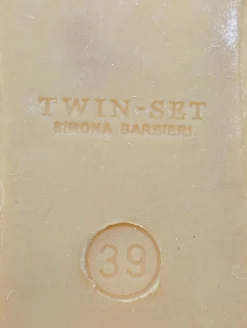 TWIN-SET
SIMONA BARBIERI
39